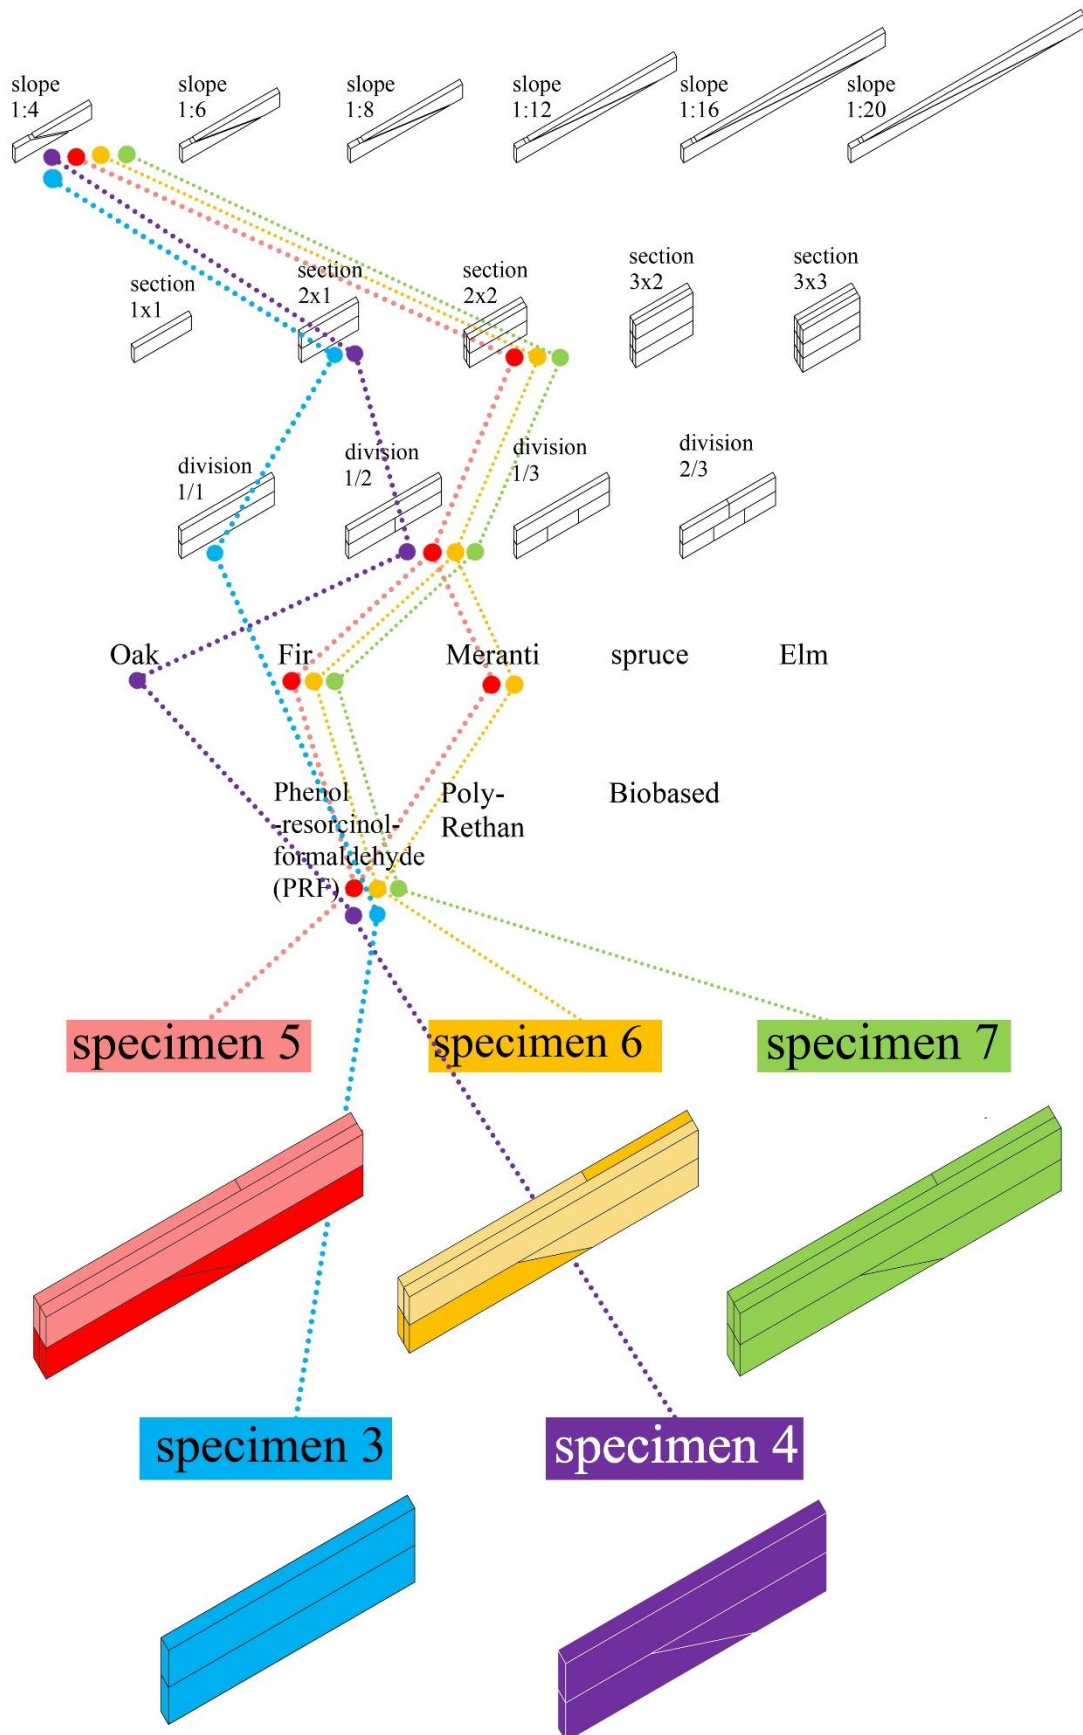 slope
1:4
slope
1:6
slope
1:8
slope
1:12
slope
1:16
slope
1:20
section
1x1
section
2x1
section
2x2
section
3x2
section
3x3
division
1/1
division
1/2
division
1/3
division
2/3
Oak
Fir
Meranti
spruce
Elm
Phenol
-resorcinol-
formaldehyde
(PRF)
Poly-
Rethan
Biobased
specimen 5
specimen 6
specimen 7
specimen 3
specimen 4